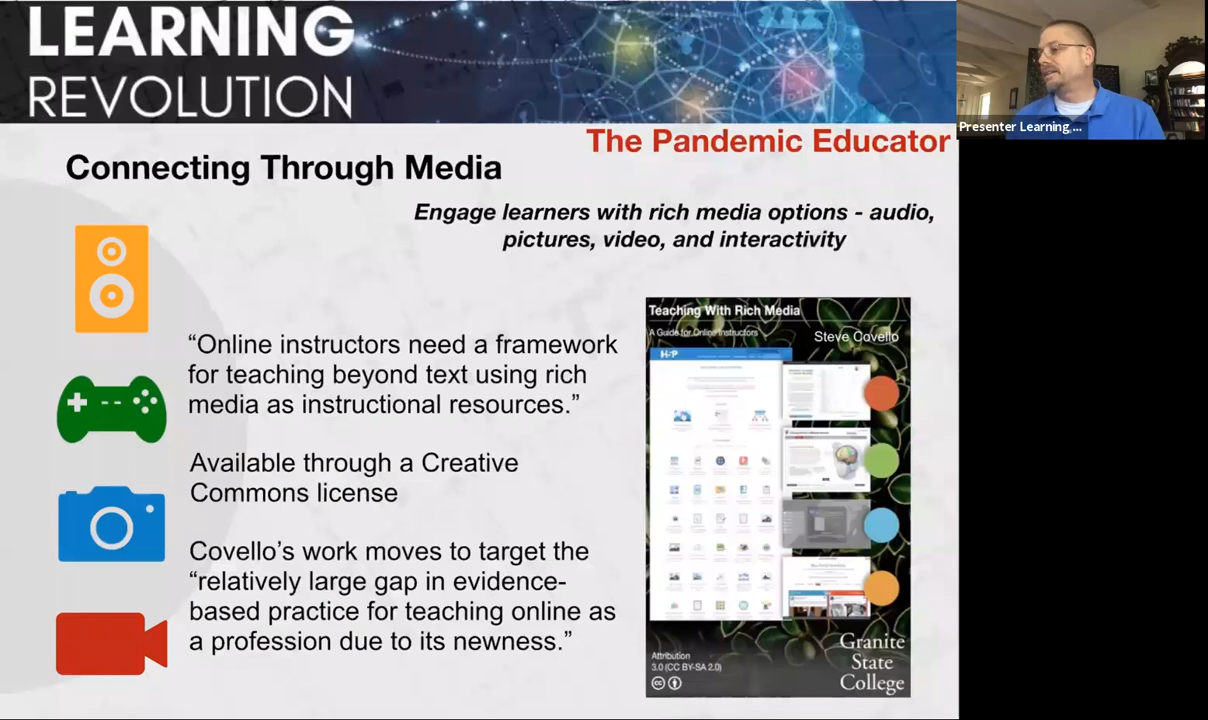 LEARNING
REVOLUTION
Presenter Learning ...
The Pandemic Educator
Connecting Through Media
Engage learners with rich media options - audio,
pictures, video, and interactivity
“Online instructors need a framework
for teaching beyond text using rich
media as instructional resources.”
Available through a Creative
Commons license
Covello’s work moves to target the
“relatively large gap in evidence-
based practice for teaching online as
a profession due to its newness.”
Teaching With Rich Media
A Guide for Online Instructors
Steve Covello
H5P
Granite
State
College
Attribution
3.0 (CC BY-SA 2.0)